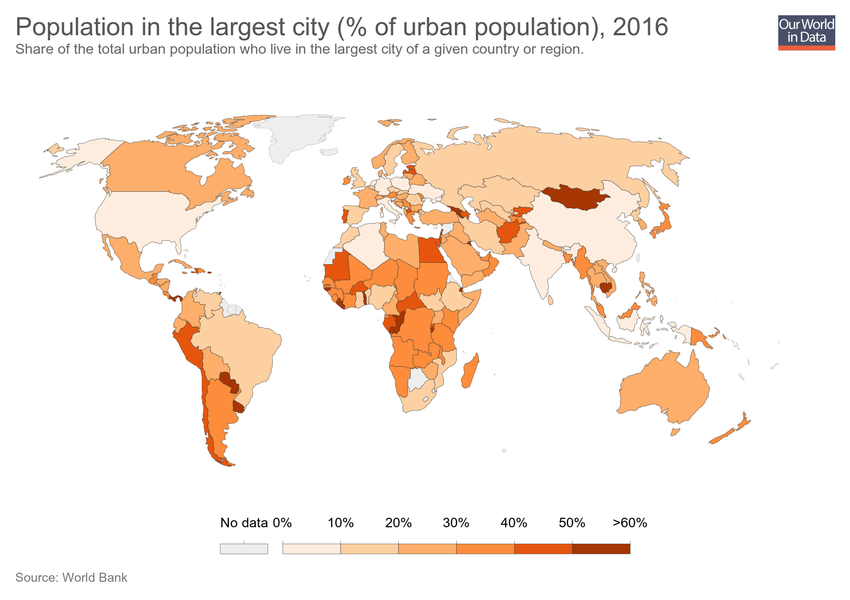 Population in the largest city (% of urban population), 2016
Share of the total urban population who live in the largest city of a given country or region.
Our World
in Data
No data 0% 10% 20% 30% 40% 50% >60%
Source: World Bank